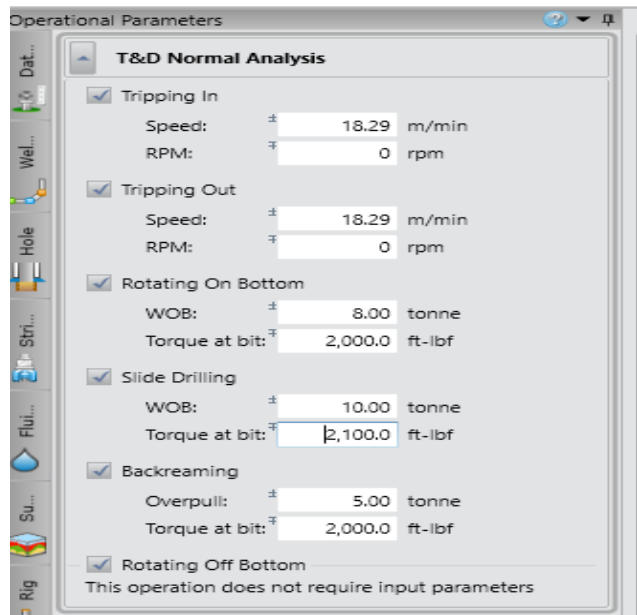 Operational Parameters
T&D Normal Analysis
Tripping In
Speed: 18.29 m/min
RPM: 0 rpm
Tripping Out
Speed: 18.29 m/min
RPM: 0 rpm
Rotating On Bottom
WOB: 8.00 tonne
Torque at bit: 2,000.0 ft-lbf
Slide Drilling
WOB: 10.00 tonne
Torque at bit: 2,100.0 ft-lbf
Backreaming
Overpull: 5.00 tonne
Torque at bit: 2,000.0 ft-lbf
Rotating Off Bottom
This operation does not require input parameters
Dat...
Wel...
Hole
Stri...
Flui...
Su...
Rig